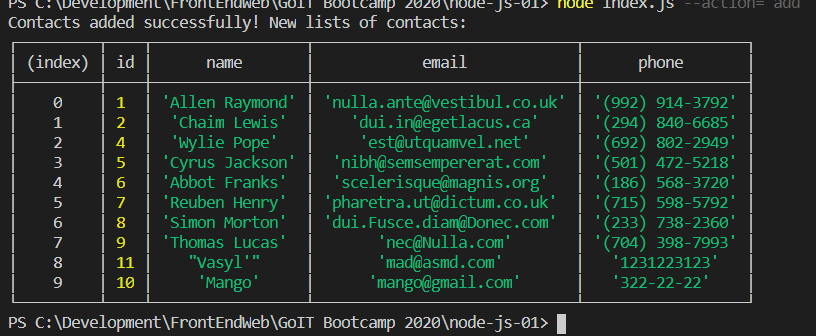 PS C:\Development\FrontEndWeb\GoIT Bootcamp 2020\node-js-01> node index.js --action= add
Contacts added successfully! New lists of contacts:
(index) id name email phone
0 1 'Allen Raymond' 'nulla.ante@vestibul.co.uk' '(992) 914-3792'
1 2 'Chaim Lewis' 'dui.in@egetlacus.ca' '(294) 840-6685'
2 4 'Wylie Pope' 'est@utquamvel.net' '(692) 802-2949'
3 5 'Cyrus Jackson' 'nibh@semsempererat.com' '(501) 472-5218'
4 6 'Abbot Franks' 'scelerisque@magnis.org' '(186) 568-3720'
5 7 'Reuben Henry' 'pharetra.ut@dictum.co.uk' '(715) 598-5792'
6 8 'Simon Morton' 'dui.Fusce.diam@Donec.com' '(233) 738-2360'
7 9 'Thomas Lucas' 'nec@Nulla.com' '(704) 398-7993'
8 11 "Vasyl'" 'mad@asmd.com' '1231223123'
9 10 'Mango' 'mango@gmail.com' '322-22-22'
PS C:\Development\FrontEndWeb\GoIT Bootcamp 2020\node-js-01>